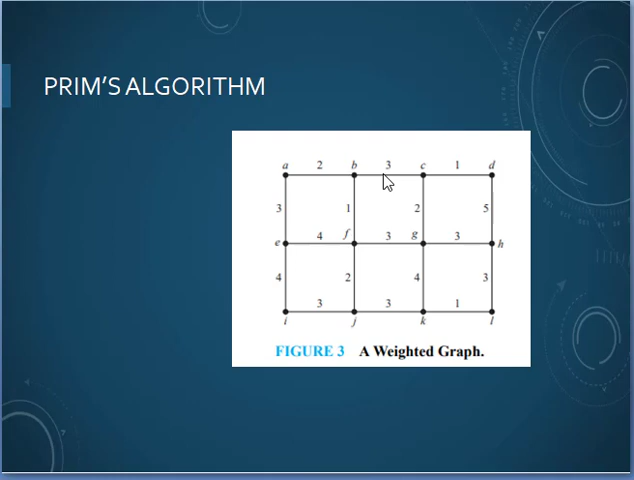 PRIM'S ALGORITHM
a 2 b 3 c 1 d
3 1 2 5
e 4 f 3 g 3 h
4 2 4 3
3 3 1
i j k l
FIGURE 3 A Weighted Graph.